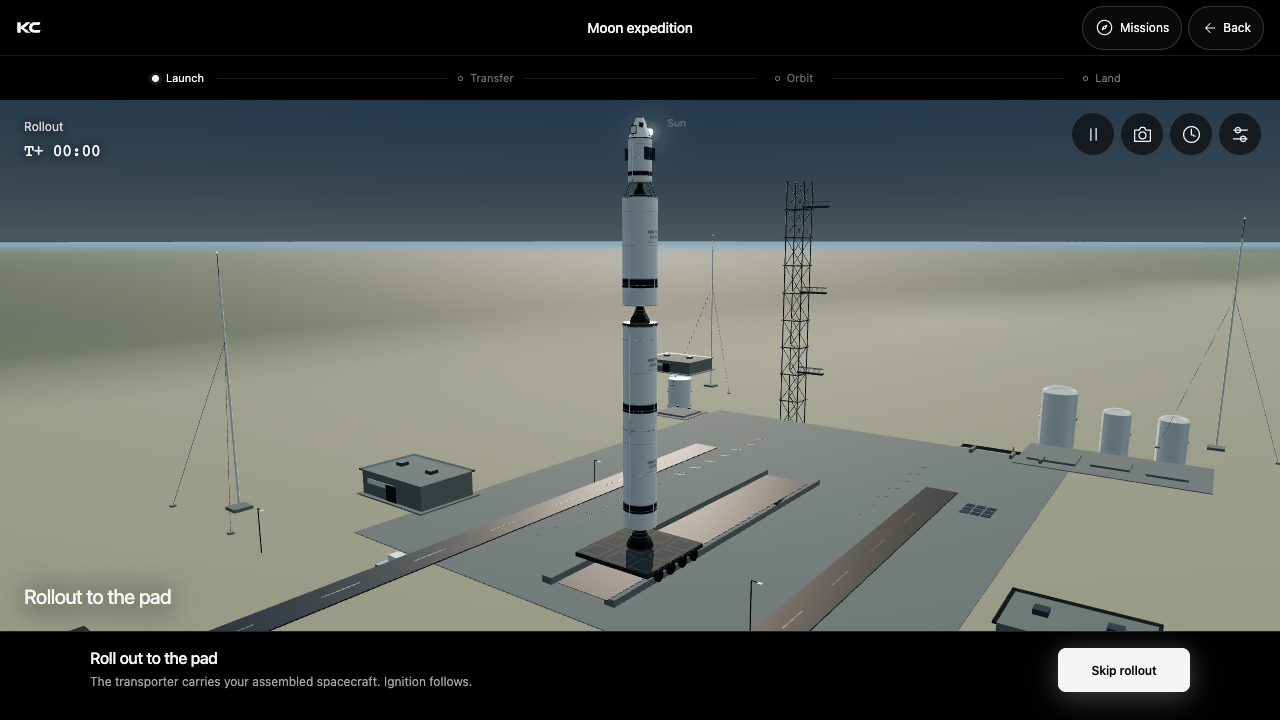 KC
Moon expedition
Missions
Back
Launch
Transfer
Orbit
Land
Rollout
T+ 00:00
Sun
Rollout to the pad
Roll out to the pad
The transporter carries your assembled spacecraft. Ignition follows.
Skip rollout